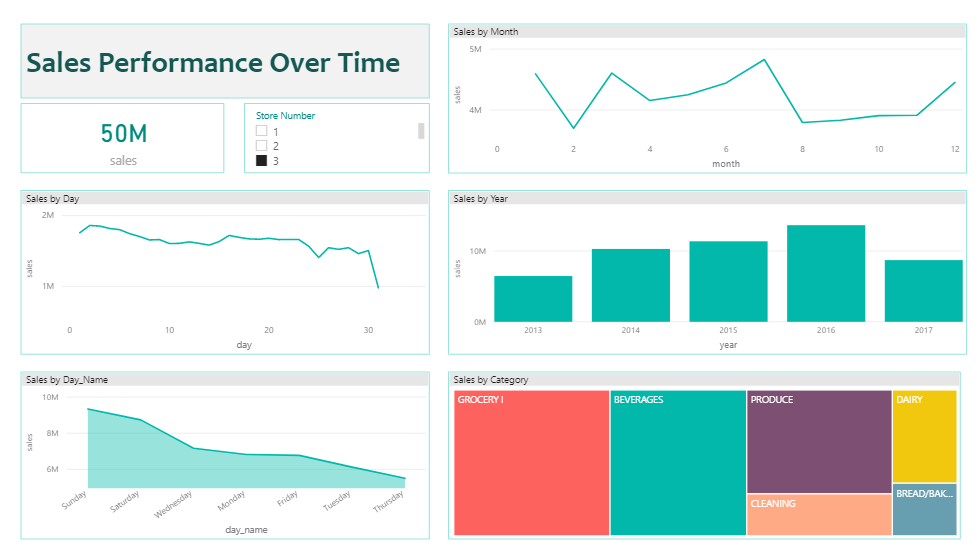 Sales Performance Over Time
50M
sales
Store Number
1
2
3
Sales by Month
5M
4M
sales
0 2 4 6 8 10 12
month
Sales by Day
2M
1M
sales
0 10 20 30
day
Sales by Year
10M
0M
sales
2013 2014 2015 2016 2017
year
Sales by Day_Name
10M
8M
6M
sales
Sunday Saturday Wednesday Monday Friday Tuesday Thursday
day_name
Sales by Category
GROCERY I
BEVERAGES
PRODUCE
CLEANING
DAIRY
BREAD/BAK...